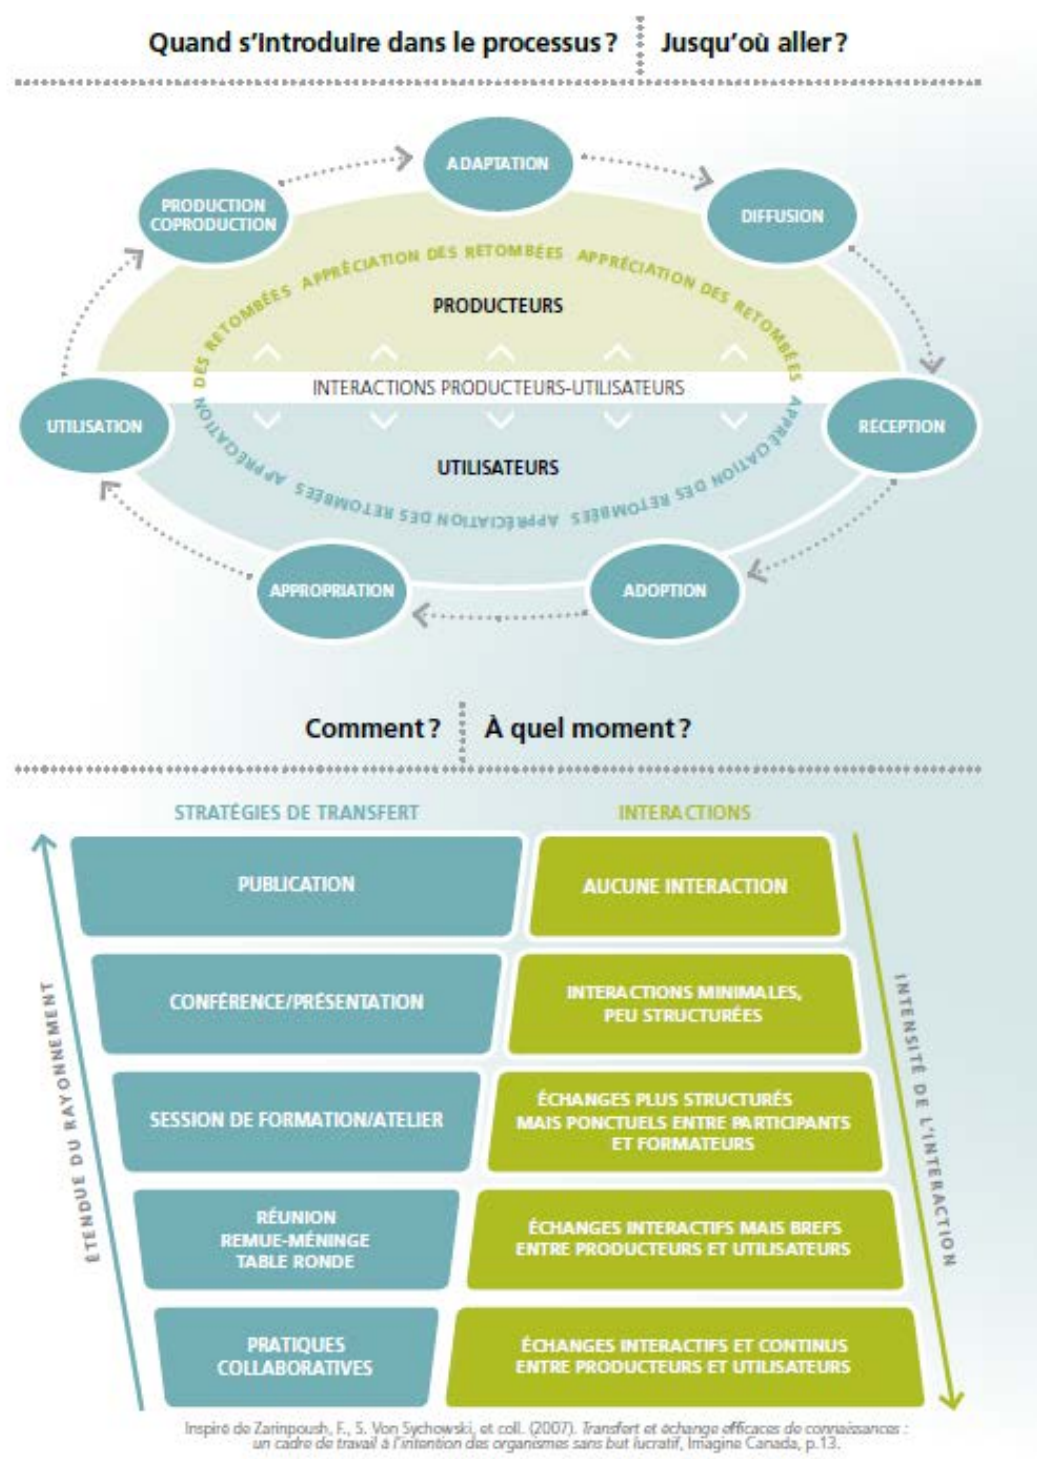 Quand s'introduire dans le processus ?
Jusqu'où aller ?
ADAPTATION
PRODUCTION
COPRODUCTION
DIFFUSION
APPRÉCIATION DES RETOMBÉES APPRÉCIATION DES RETOMBÉES
PRODUCTEURS
INTERACTIONS PRODUCTEURS-UTILISATEURS
UTILISATION
RÉCEPTION
UTILISATEURS
APPRÉCIATION DES RETOMBÉES APPRÉCIATION DES RETOMBÉES APPRÉCIATION DES RETOMBÉES
APPROPRIATION
ADOPTION
Comment ?
À quel moment ?
STRATÉGIES DE TRANSFERT
INTERACTIONS
PUBLICATION
AUCUNE INTERACTION
CONFÉRENCE/PRÉSENTATION
INTERACTIONS MINIMALES,
PEU STRUCTURÉES
SESSION DE FORMATION/ATELIER
ÉCHANGES PLUS STRUCTURÉS
MAIS PONCTUELS ENTRE PARTICIPANTS
ET FORMATEURS
RÉUNION
REMUE-MÉNINGE
TABLE RONDE
ÉCHANGES INTERACTIFS MAIS BREFS
ENTRE PRODUCTEURS ET UTILISATEURS
PRATIQUES
COLLABORATIVES
ÉCHANGES INTERACTIFS ET CONTINUS
ENTRE PRODUCTEURS ET UTILISATEURS
ÉTENDUE DU RAYONNEMENT
INTENSITÉ DE L'INTERACTION
Inspiré de Zarinpoush, F., S. Von Sychowski, et coll. (2007). Transfert et échange efficaces de connaissances :
un cadre de travail à l'intention des organismes sans but lucratif, Imagine Canada, p.13.